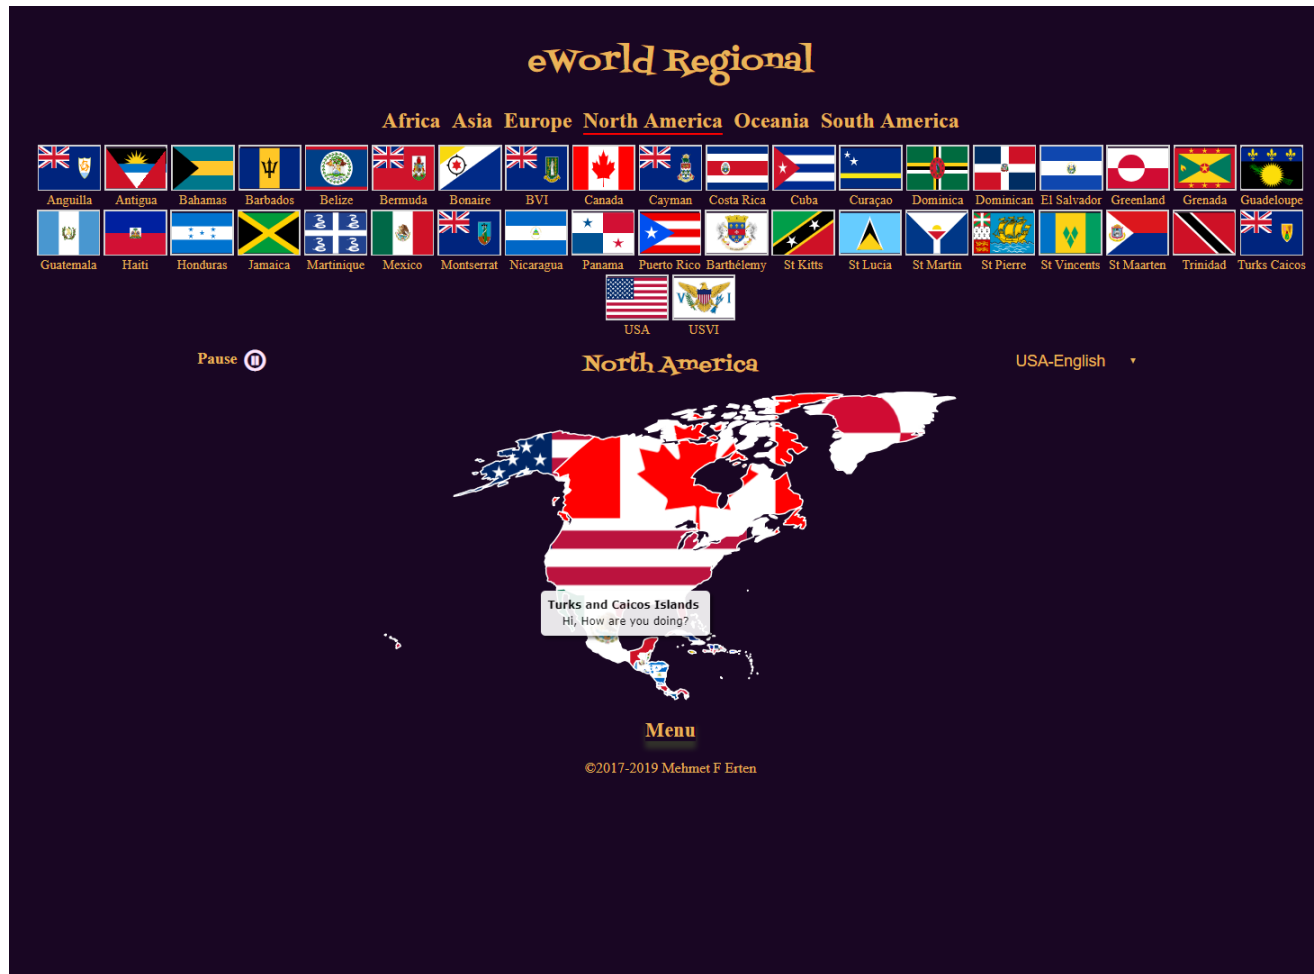 eWorld Regional
Africa Asia Europe North America Oceania South America
Anguilla Antigua Bahamas Barbados Belize Bermuda Bonaire BVI Canada Cayman Costa Rica Cuba Curaçao Dominica Dominican El Salvador Greenland Grenada Guadeloupe
Guatemala Haiti Honduras Jamaica Martinique Mexico Montserrat Nicaragua Panama Puerto Rico Barthélemy St Kitts St Lucia St Martin St Pierre St Vincents St Maarten Trinidad Turks Caicos
V I
USA USVI
Pause North America USA-English
Turks and Caicos Islands
Hi, How are you doing?
Menu
©2017-2019 Mehmet F Erten